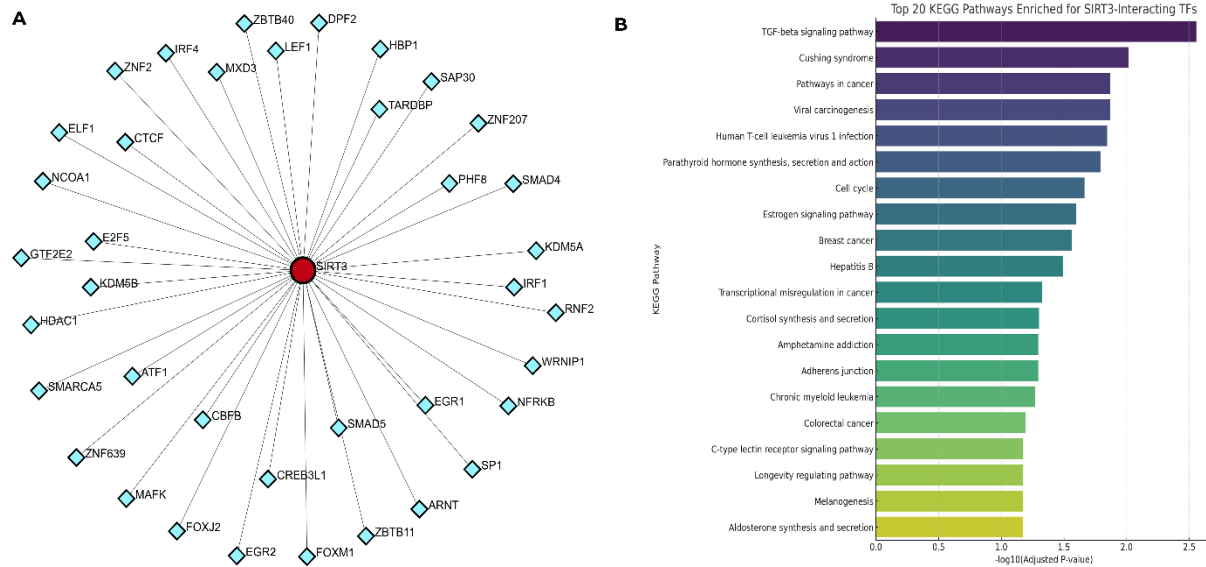 A
ZBTB40
DPF2
IRF4
LEF1
HBP1
ZNF2
MXD3
SAP30
TARDBP
ELF1
CTCF
ZNF207
NCOA1
PHF8
SMAD4
E2F5
GTF2E2
KDM5A
SIRT3
KDM5B
IRF1
HDAC1
RNF2
WRNIP1
SMARCA5
ATF1
EGR1
NFRKB
CBFB
SMAD5
ZNF639
SP1
CREB3L1
MAFK
ARNT
FOXJ2
ZBTB11
EGR2
FOXM1
B
Top 20 KEGG Pathways Enriched for SIRT3-Interacting TFs
KEGG Pathway
TGF-beta signaling pathway
Cushing syndrome
Pathways in cancer
Viral carcinogenesis
Human T-cell leukemia virus 1 infection
Parathyroid hormone synthesis, secretion and action
Cell cycle
Estrogen signaling pathway
Breast cancer
Hepatitis B
Transcriptional misregulation in cancer
Cortisol synthesis and secretion
Amphetamine addiction
Adherens junction
Chronic myeloid leukemia
Colorectal cancer
C-type lectin receptor signaling pathway
Longevity regulating pathway
Melanogenesis
Aldosterone synthesis and secretion
0.0 0.5 1.0 1.5 2.0 2.5
-log10(Adjusted P-value)